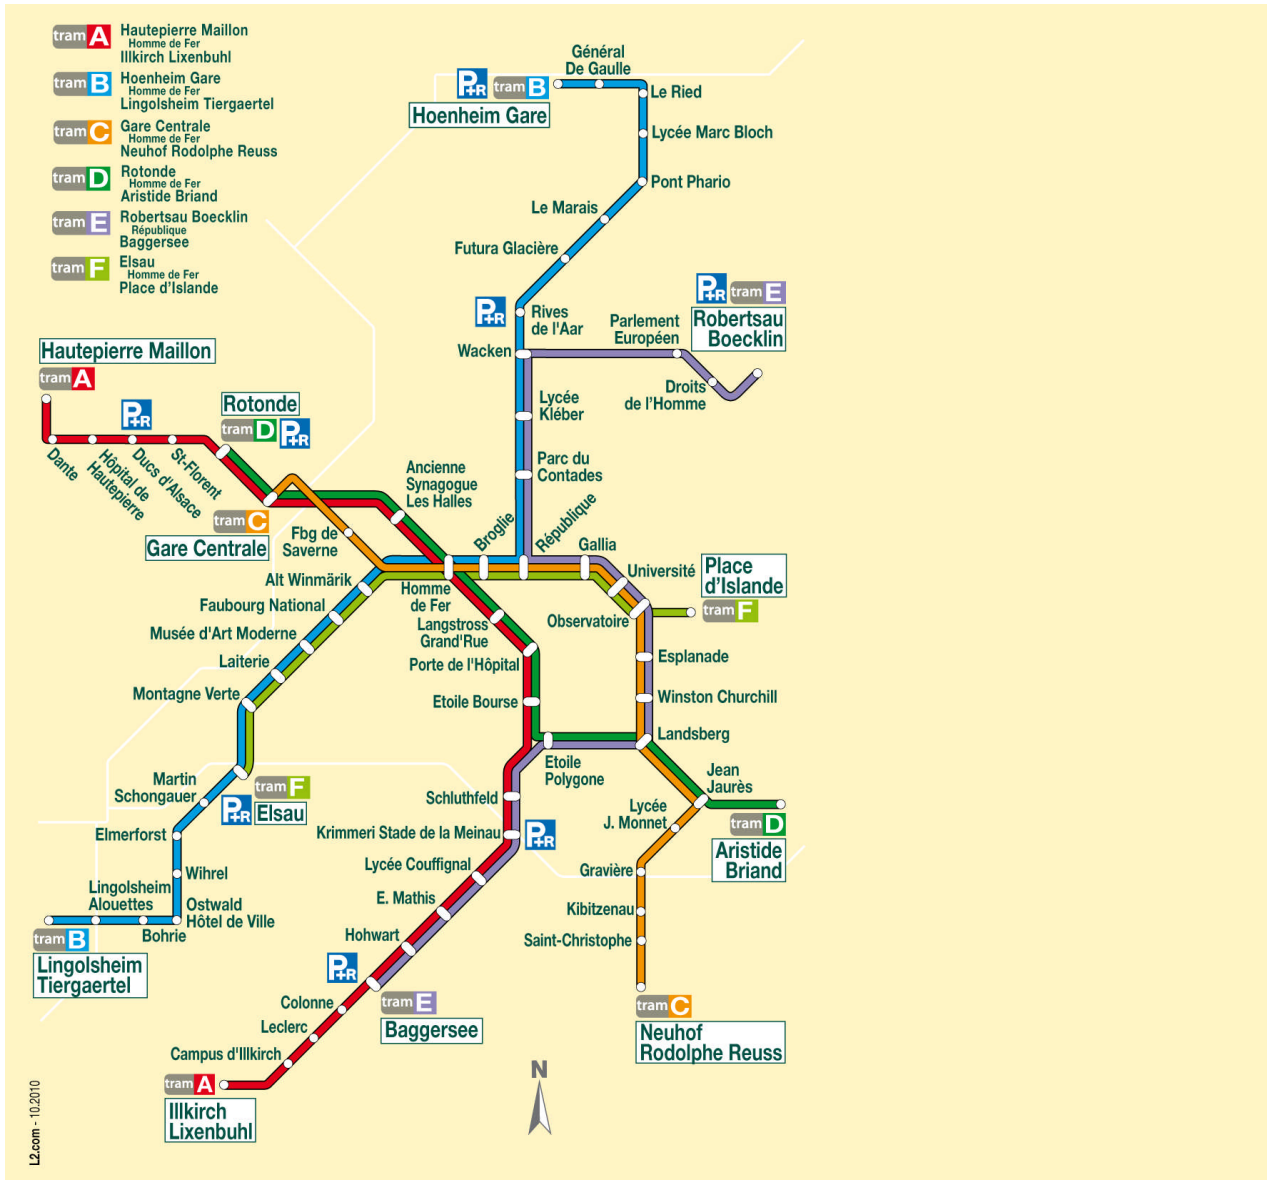 tram A
Hautepierre Maillon
Homme de Fer
Illkirch Lixenbuhl
tram B
Hoenheim Gare
Homme de Fer
Lingolsheim Tiergaertel
tram C
Gare Centrale
Homme de Fer
Neuhof Rodolphe Reuss
tram D
Rotonde
Homme de Fer
Aristide Briand
tram E
Robertsau Boecklin
République
Baggersee
tram F
Elsau
Homme de Fer
Place d'Islande
Général
De Gaulle
P+R
tram B
Hoenheim Gare
Le Ried
Lycée Marc Bloch
Pont Phario
Le Marais
Futura Glacière
P+R
Rives
de l'Aar
Wacken
Parlement
Européen
P+R
tram E
Robertsau
Boecklin
Droits
de l'Homme
Lycée
Kléber
Parc du
Contades
Hautepierre Maillon
tram A
P+R
Dante
Hôpital de
Hautepierre
Ducs d'Alsace
St-Florent
Rotonde
tram D
P+R
tram C
Gare Centrale
Fbg de
Saverne
Ancienne
Synagogue
Les Halles
Broglie
République
Gallia
Université
Place
d'Islande
tram F
Observatoire
Alt Winmärik
Faubourg National
Musée d'Art Moderne
Laiterie
Montagne Verte
Homme
de Fer
Langstross
Grand'Rue
Porte de l'Hôpital
Etoile Bourse
Esplanade
Winston Churchill
Landsberg
Etoile
Polygone
Jean
Jaurès
tram D
Aristide
Briand
Lycée
J. Monnet
Gravière
Kibitzenau
Saint-Christophe
tram C
Neuhof
Rodolphe Reuss
Martin
Schongauer
P+R
tram F
Elsau
Elmerforst
Wihrel
Ostwald
Hôtel de Ville
Bohrie
Lingolsheim
Alouettes
tram B
Lingolsheim
Tiergaertel
Schluthfeld
Krimmeri Stade de la Meinau
P+R
Lycée Couffignal
E. Mathis
Hohwart
P+R
tram E
Baggersee
Colonne
Leclerc
Campus d'Illkirch
tram A
Illkirch
Lixenbuhl
N
L2.com - 10.2010